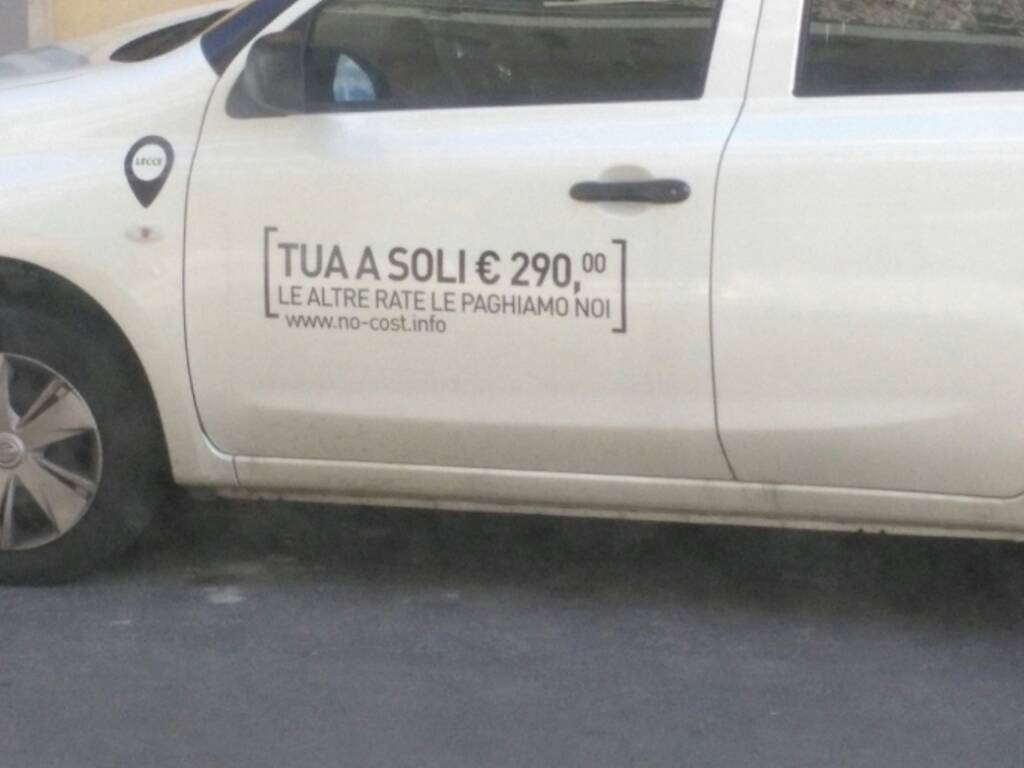 LECCE
TUA A SOLI € 290,00
LE ALTRE RATE LE PAGHIAMO NOI
www.no-cost.info